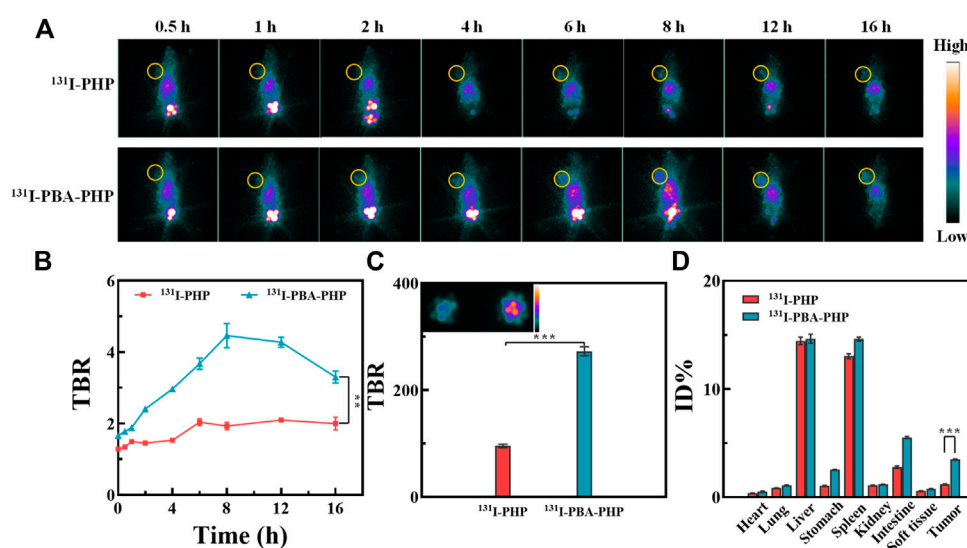 A
0.5 h 1 h 2 h 4 h 6 h 8 h 12 h 16 h
High
¹³¹I-PHP
¹³¹I-PBA-PHP
Low
B
¹³¹I-PHP ¹³¹I-PBA-PHP
6
4
2
0
TBR
**
0 4 8 12 16
Time (h)
C
400
200
0
TBR
***
¹³¹I-PHP ¹³¹I-PBA-PHP
D
¹³¹I-PHP
¹³¹I-PBA-PHP
15
10
5
0
ID%
***
Heart Lung Liver Stomach Spleen Kidney Intestine Soft tissue Tumor